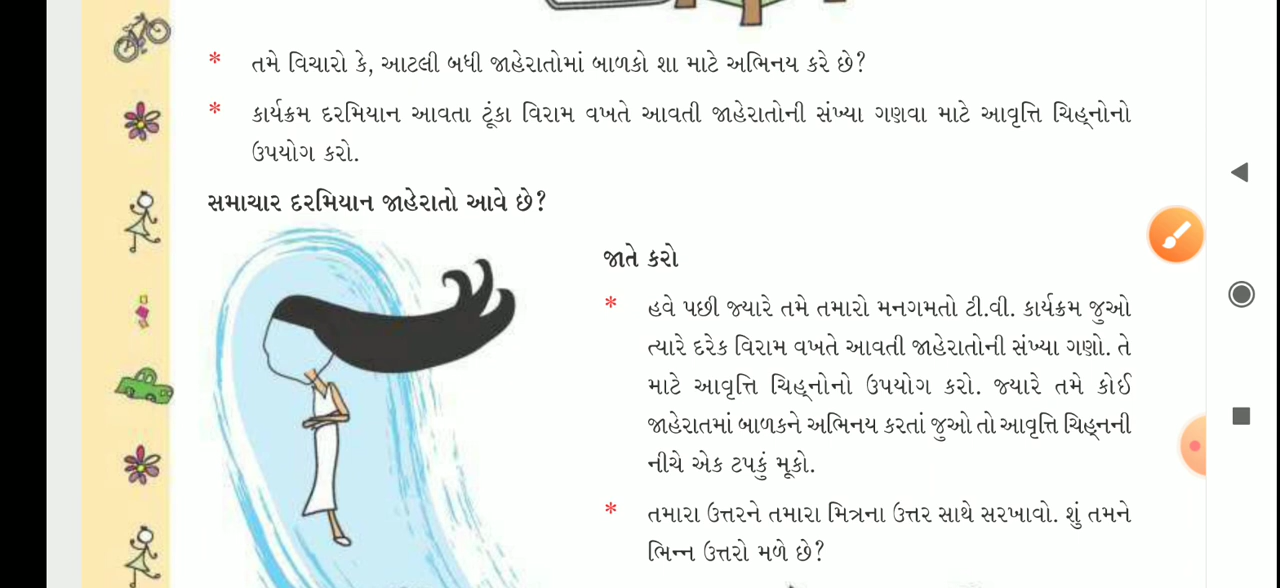 * તમે વિચારો કે, આટલી બધી જાહેરાતોમાં બાળકો શા માટે અભિનય કરે છે?
* કાર્યક્રમ દરમિયાન આવતા ટૂંકા વિરામ વખતે આવતી જાહેરાતોની સંખ્યા ગણવા માટે આવૃત્તિ ચિહ્નોનો
ઉપયોગ કરો.
સમાચાર દરમિયાન જાહેરાતો આવે છે?
જાતે કરો
* હવે પછી જ્યારે તમે તમારો મનગમતો ટી.વી. કાર્યક્રમ જુઓ
ત્યારે દરેક વિરામ વખતે આવતી જાહેરાતોની સંખ્યા ગણો. તે
માટે આવૃત્તિ ચિહ્નોનો ઉપયોગ કરો. જ્યારે તમે કોઈ
જાહેરાતમાં બાળકને અભિનય કરતાં જુઓ તો આવૃત્તિ ચિહ્નની
નીચે એક ટપકું મૂકો.
* તમારા ઉત્તરને તમારા મિત્રના ઉત્તર સાથે સરખાવો. શું તમને
ભિન્ન ઉત્તરો મળે છે?